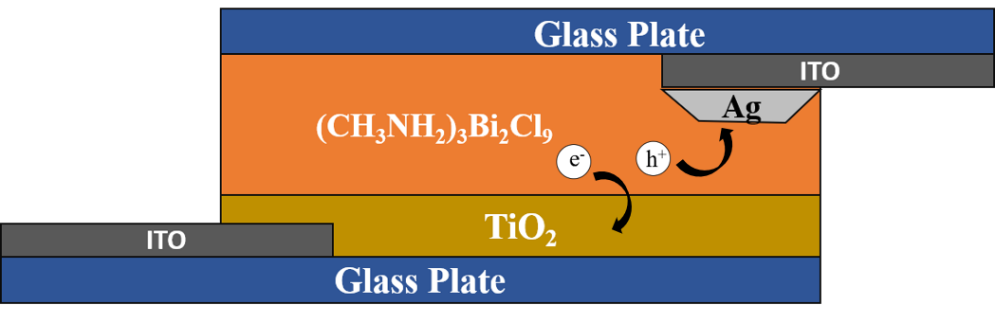 Glass Plate
ITO
Ag
(CH₃NH₂)₃Bi₂Cl₉
e⁻
h⁺
TiO₂
ITO
Glass Plate